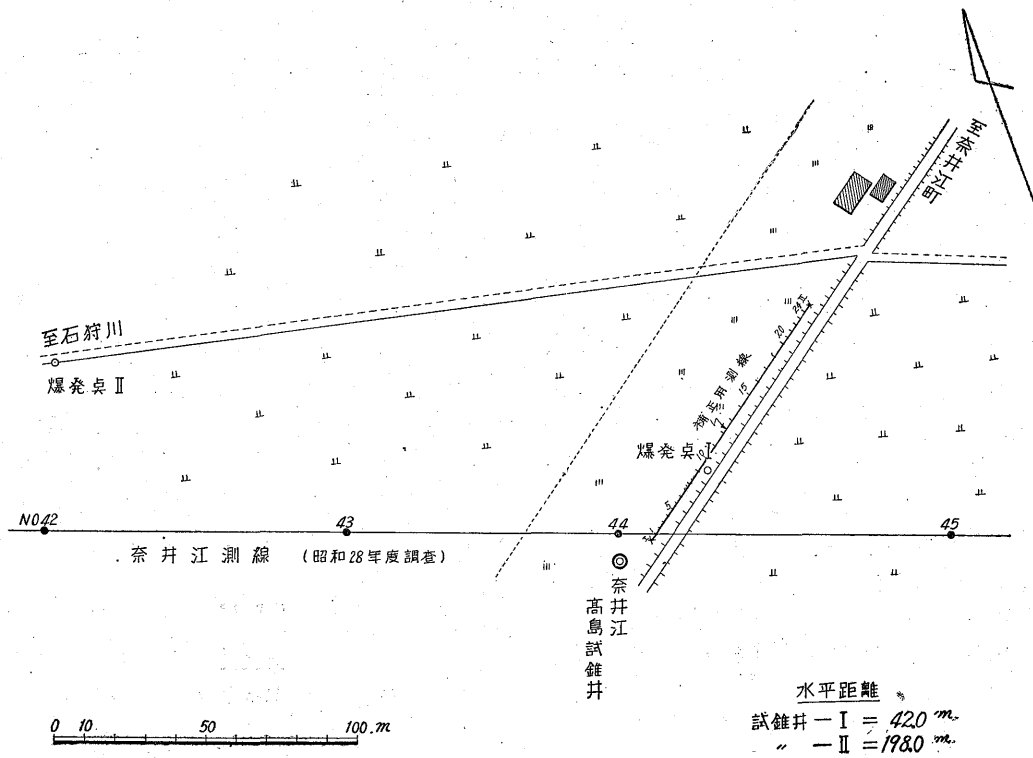 至奈井江町
至石狩川
爆発点 Ⅱ
補正用測線
24
20
15
10
5
爆発点 Ⅰ
NO42
43
44
45
奈井江測線 (昭和28年度調査)
奈井江
高島試錐井
水平距離
試錐井 － Ⅰ = 42.0 m.
〃 － Ⅱ = 198.0 m.
0 10 50 100 m